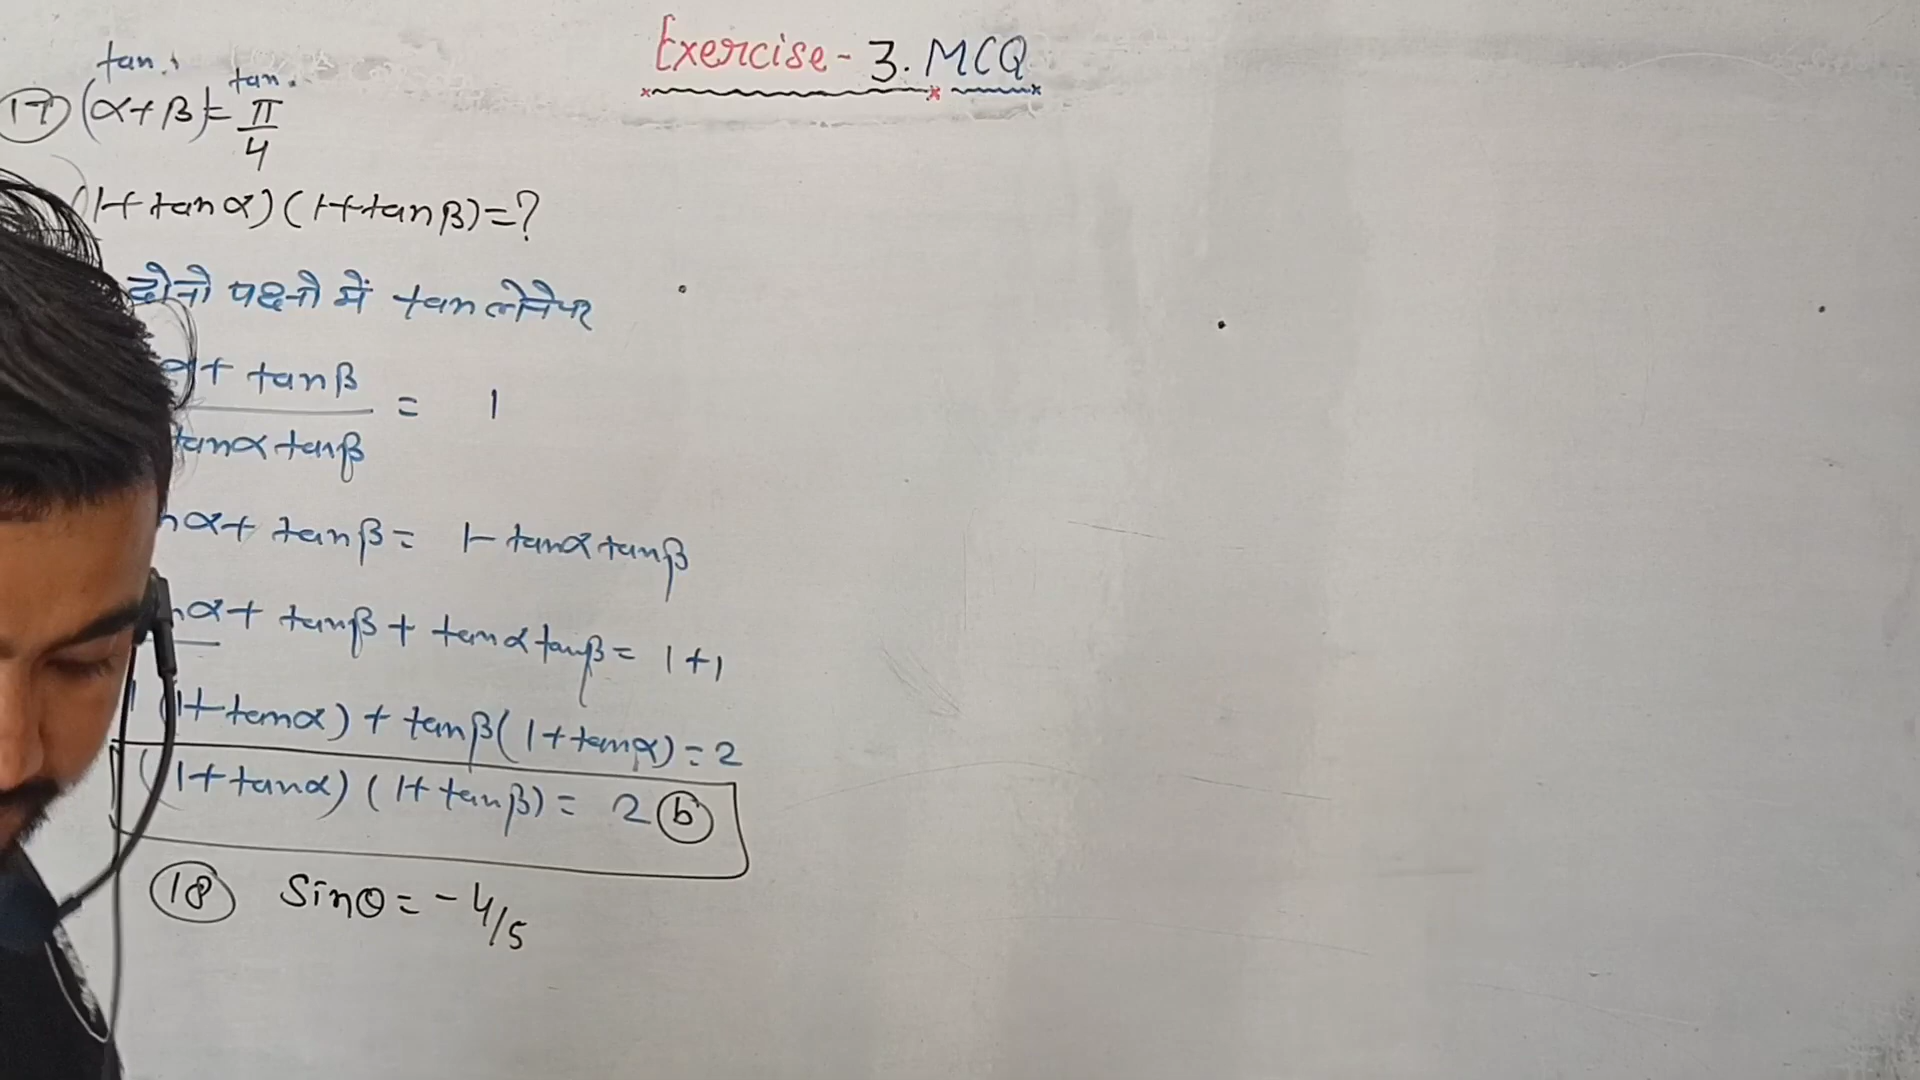 Exercise - 3. MCQ
tan. tan.
17 (α+β) = π/4
(1+tanα)(1+tanβ)=?
दोनो पक्षो में tan लेनेपर
α+ tanβ = 1
tanα tanβ
α+ tanβ = 1- tanα tanβ
α+ tanβ + tanα tanβ = 1+1
1(1+tanα) + tanβ(1+tanα) = 2
(1+tanα)(1+tanβ) = 2 b
18 Sinθ = -4/5